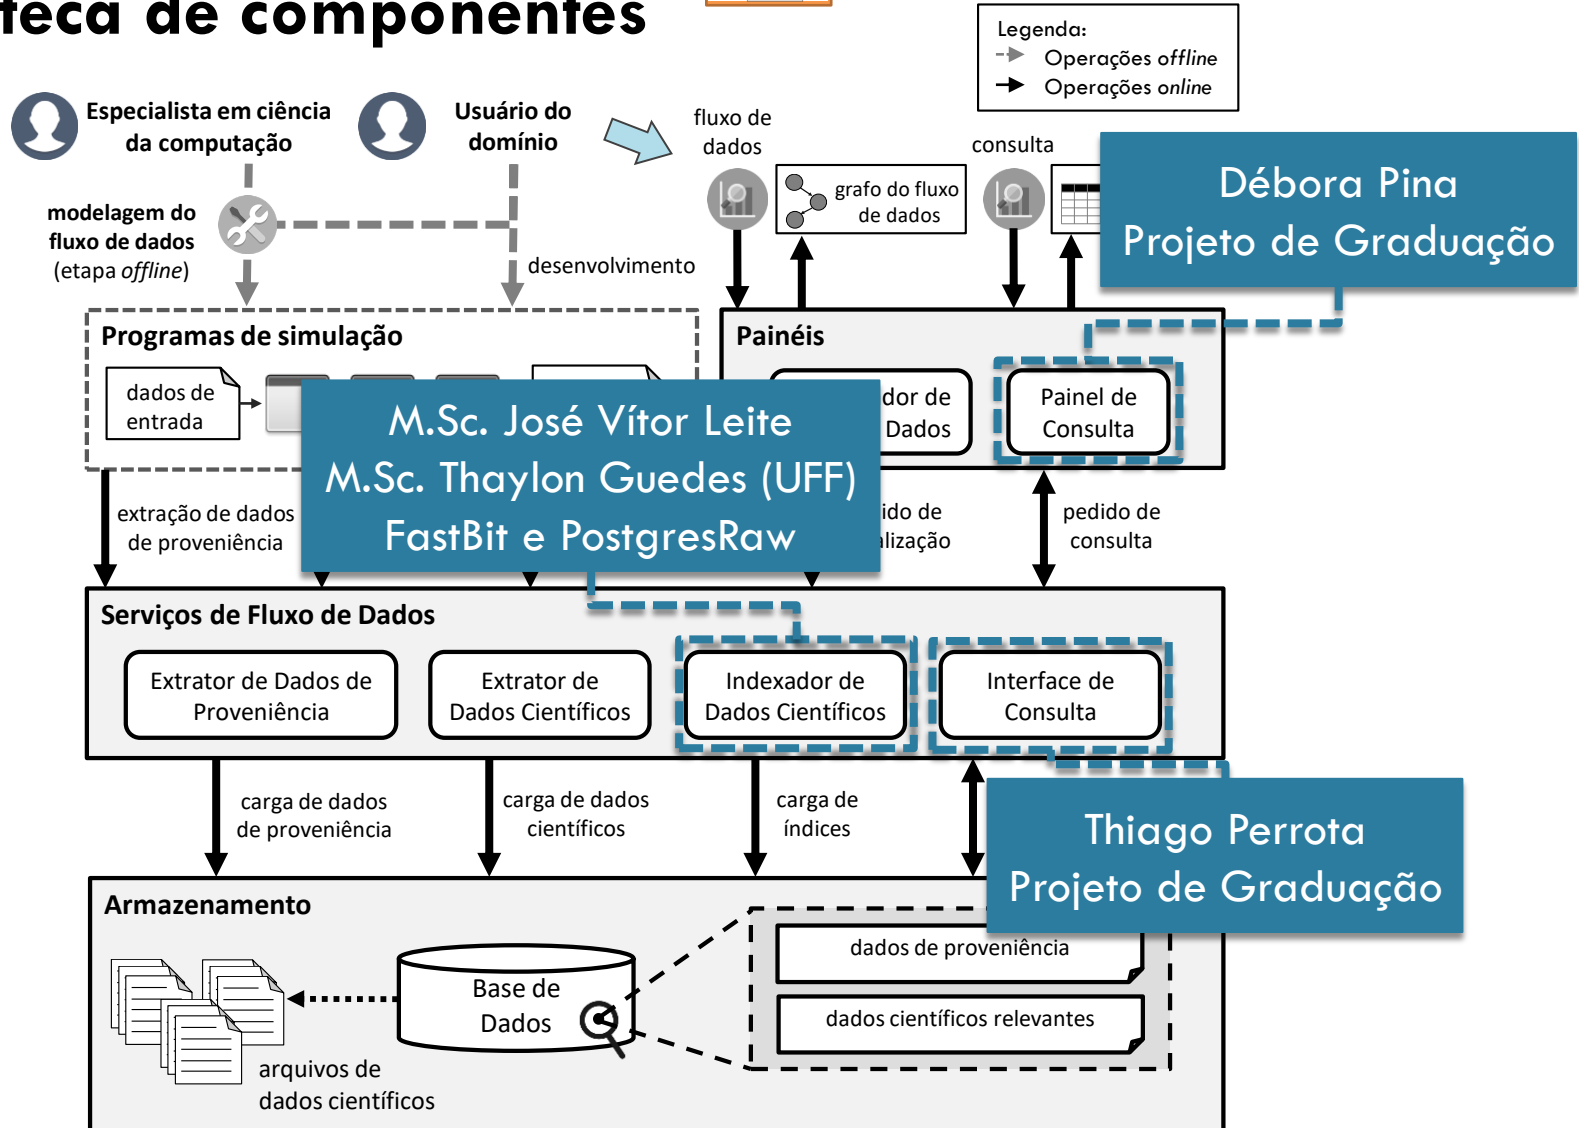 teca de componentes
Legenda:
Operações offline
Operações online
Especialista em ciência
da computação
Usuário do
domínio
fluxo de
dados
consulta
grafo do fluxo
de dados
Débora Pina
Projeto de Graduação
modelagem do
fluxo de dados
(etapa offline)
desenvolvimento
Programas de simulação
dados de
entrada
Painéis
dor de
Dados
Painel de
Consulta
M.Sc. José Vítor Leite
M.Sc. Thaylon Guedes (UFF)
FastBit e PostgresRaw
extração de dados
de proveniência
ido de
alização
pedido de
consulta
Serviços de Fluxo de Dados
Extrator de Dados de
Proveniência
Extrator de
Dados Científicos
Indexador de
Dados Científicos
Interface de
Consulta
carga de dados
de proveniência
carga de dados
científicos
carga de
índices
Thiago Perrota
Projeto de Graduação
Armazenamento
Base de
Dados
dados de proveniência
dados científicos relevantes
arquivos de
dados científicos